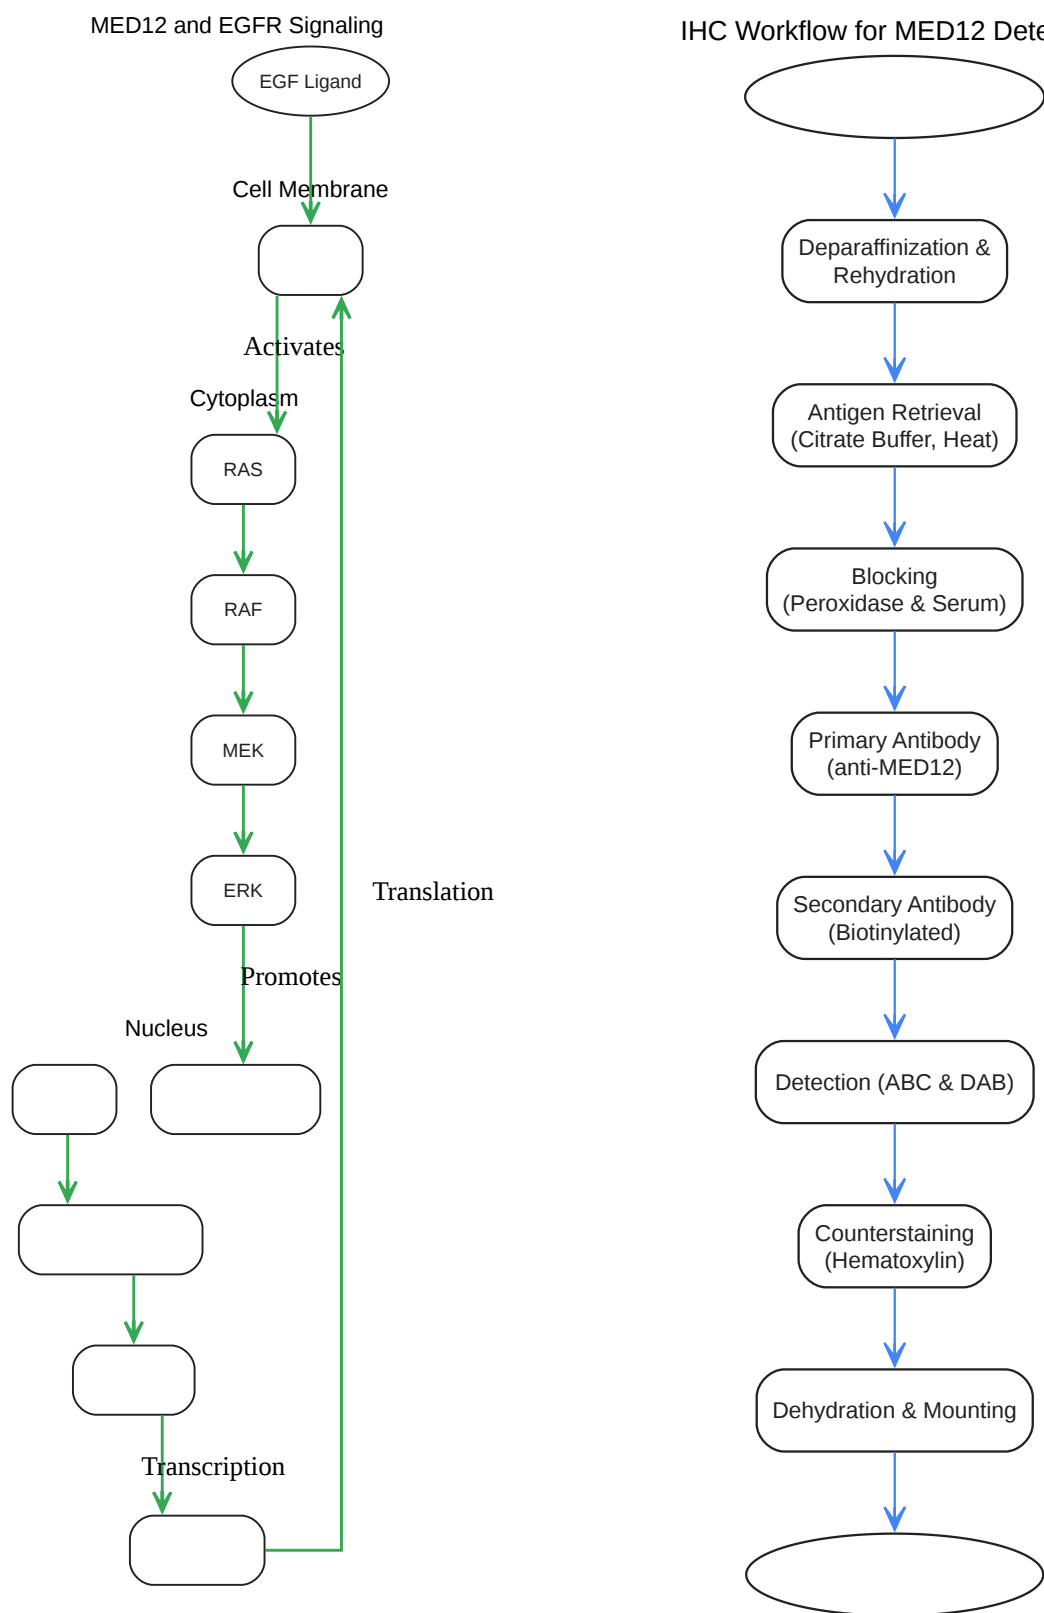 MED12 and EGFR Signaling
EGF Ligand
Cell Membrane
Activates
Cytoplasm
RAS
RAF
MEK
ERK
Translation
Promotes
Nucleus
Transcription
IHC Workflow for MED12 Dete
Deparaffinization &
Rehydration
Antigen Retrieval
(Citrate Buffer, Heat)
Blocking
(Peroxidase & Serum)
Primary Antibody
(anti-MED12)
Secondary Antibody
(Biotinylated)
Detection (ABC & DAB)
Counterstaining
(Hematoxylin)
Dehydration & Mounting